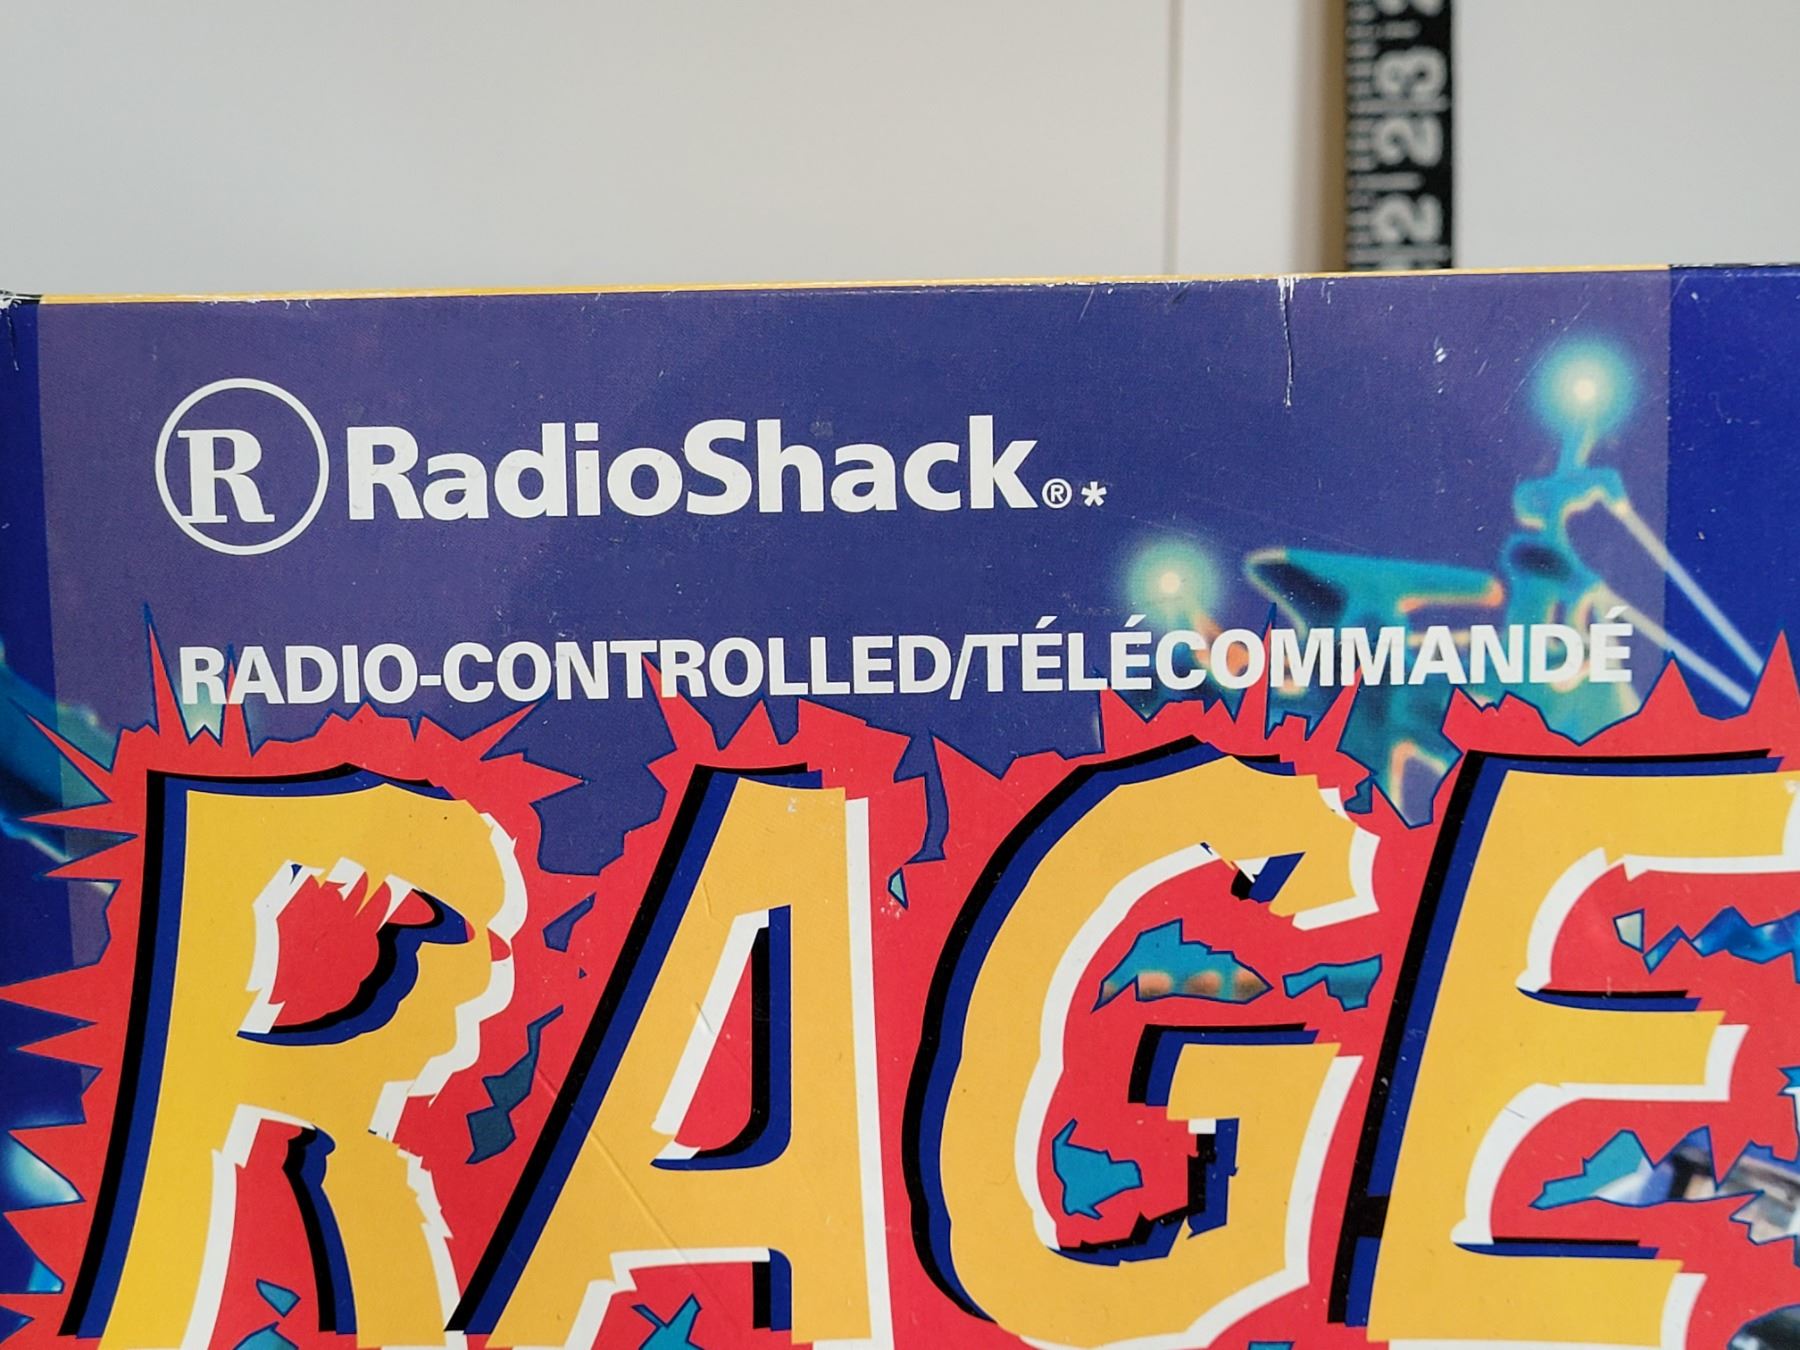 R RadioShack®*
RADIO-CONTROLLED/TÉLÉCOMMANDÉ
RAGE